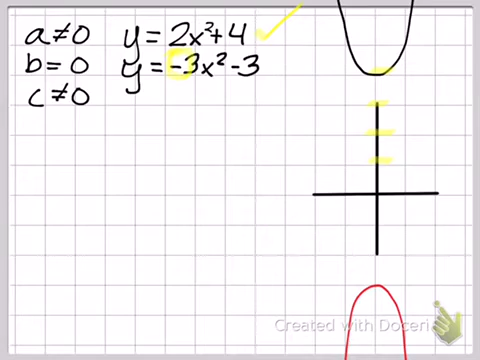 a≠0 y = 2x²+4
b = 0 y = -3x²-3
c ≠0
Created with Doceri